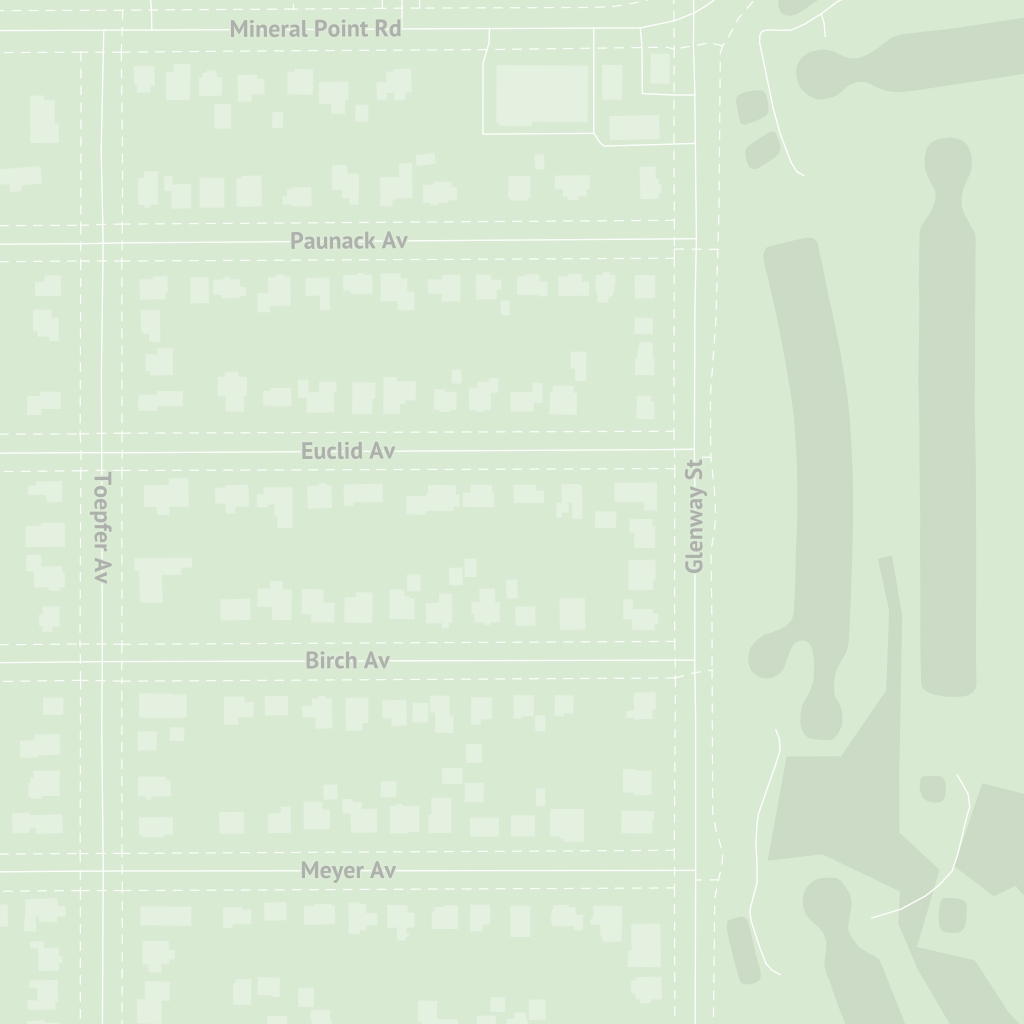 Mineral Point Rd
Paunack Av
Euclid Av
Toepfer Av
Glenway St
Birch Av
Meyer Av